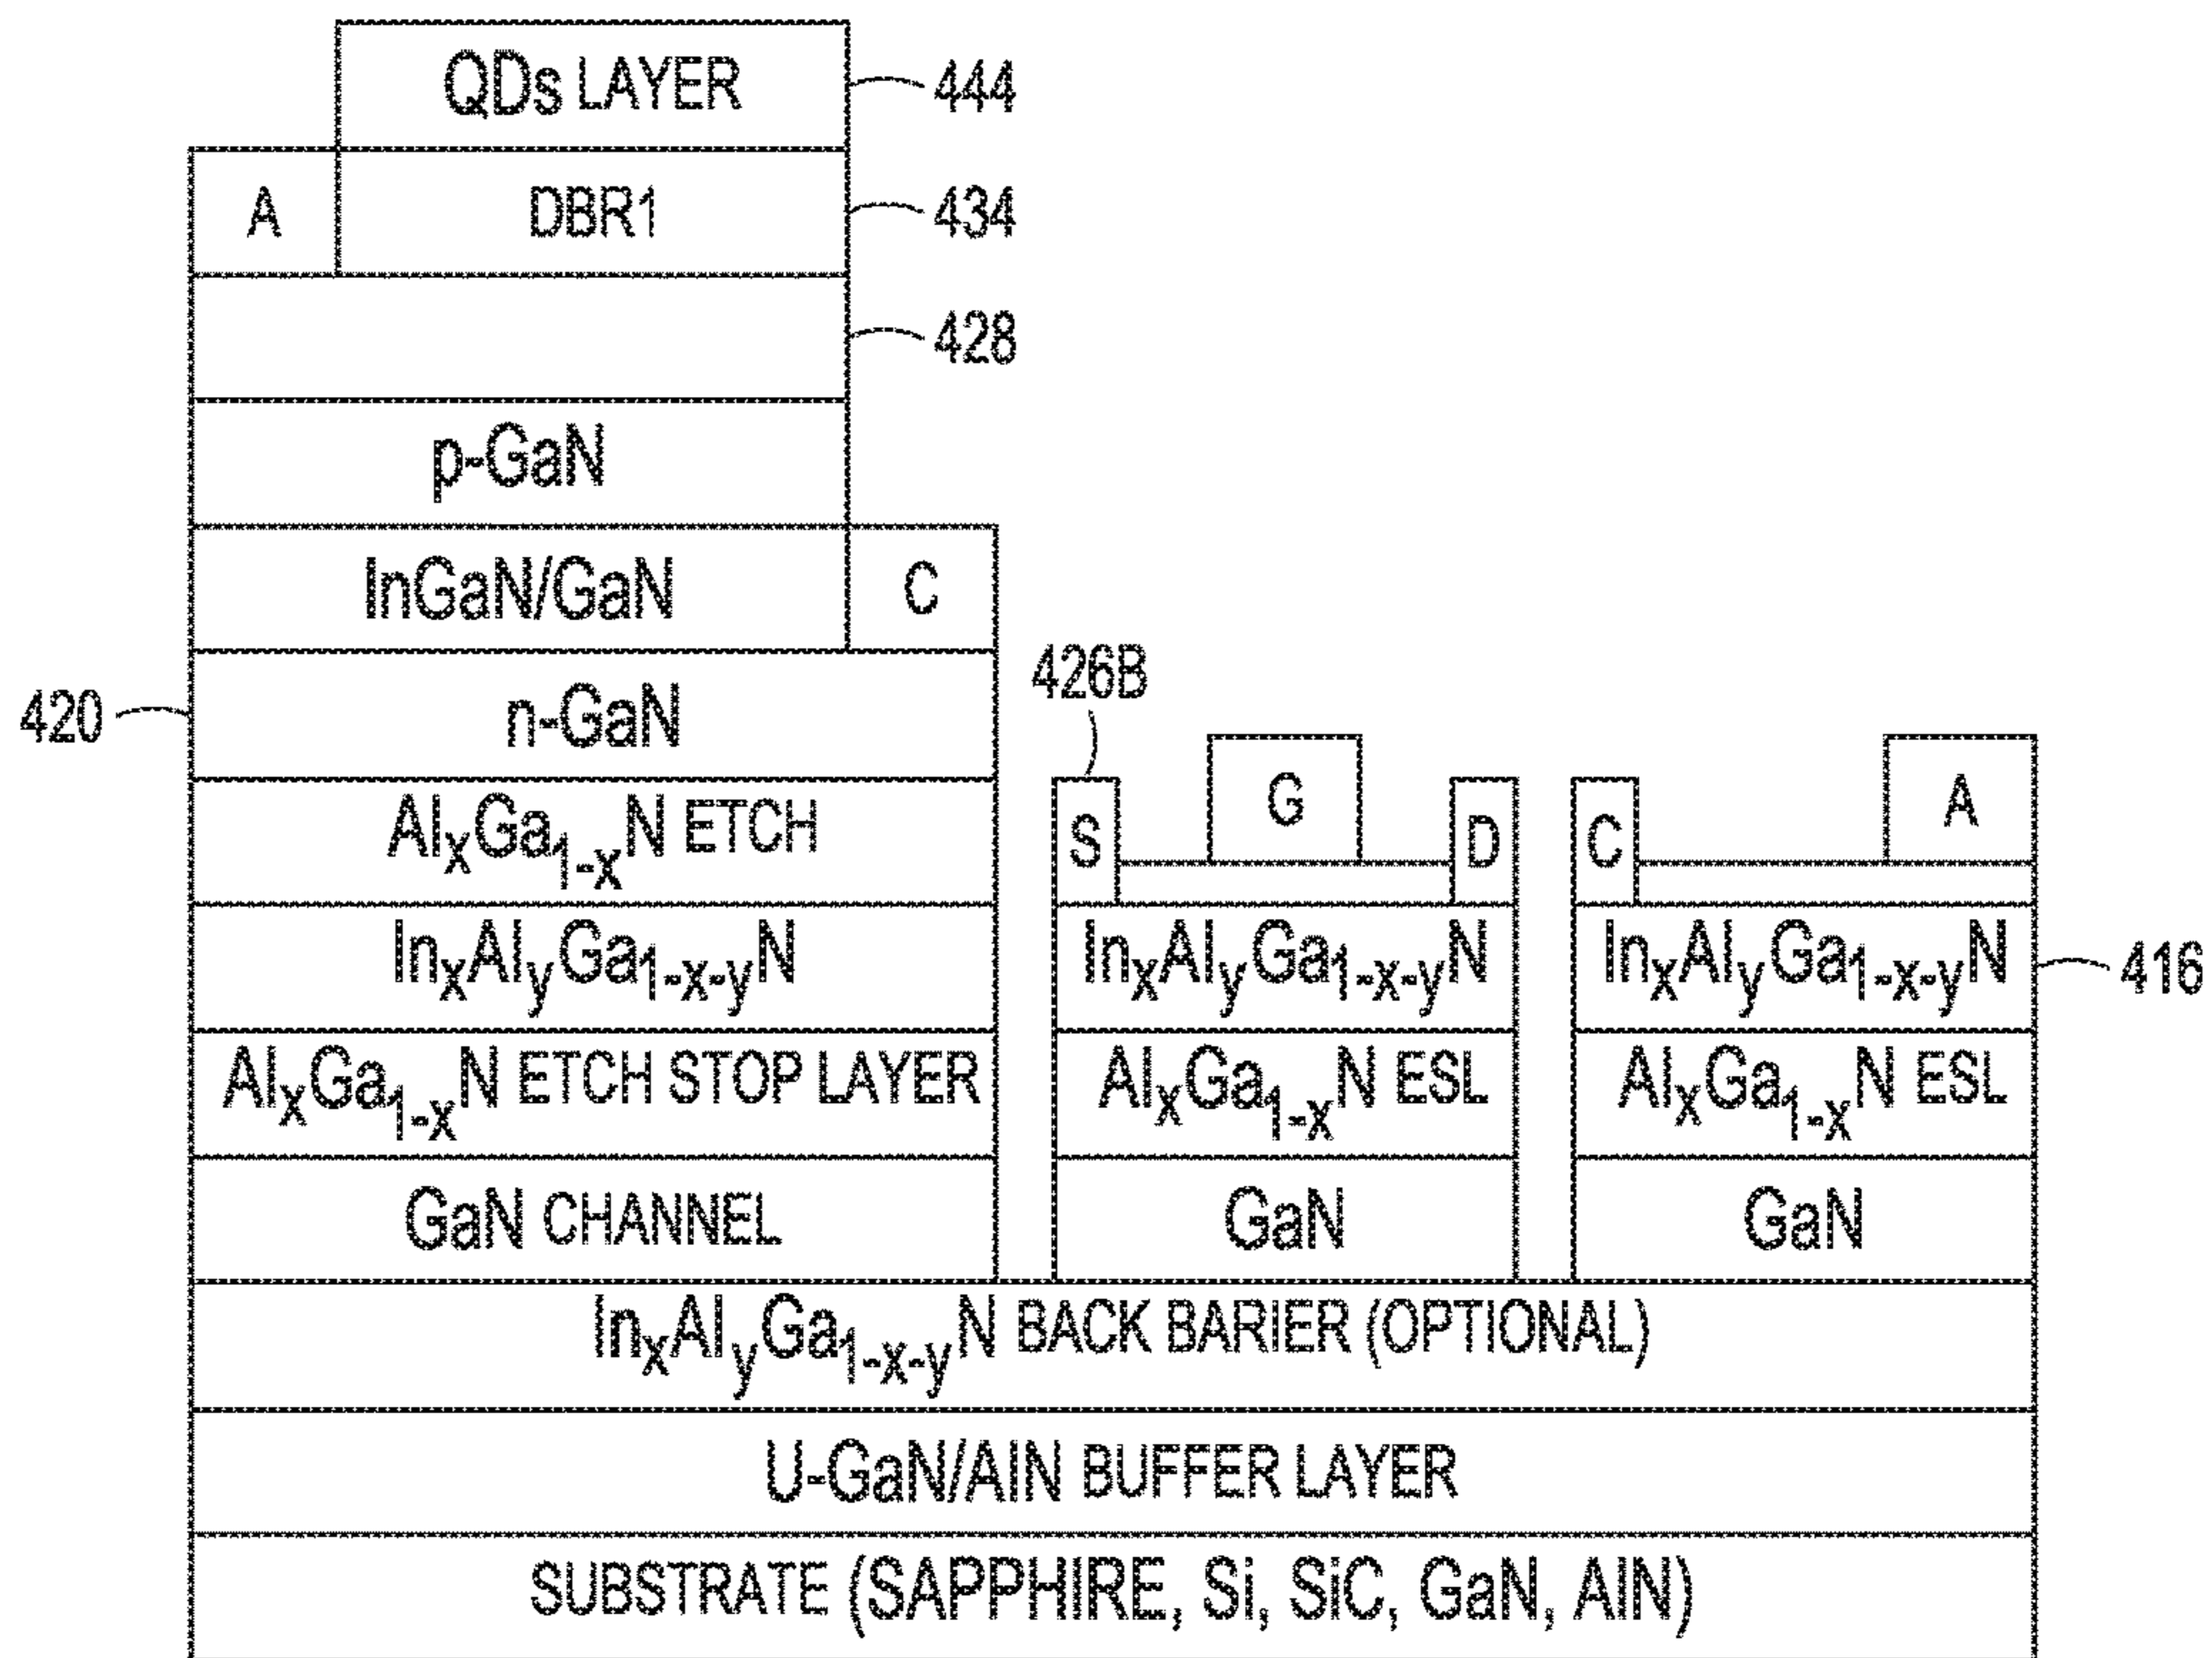 QDs LAYER
444
A
DBR1
434
428
p-GaN
InGaN/GaN
C
420
n-GaN
426B
AlxGa1-xN ETCH
S
G
D
C
A
InxAlyGa1-x-yN
InxAlyGa1-x-yN
InxAlyGa1-x-yN
416
AlxGa1-xN ETCH STOP LAYER
AlxGa1-xN ESL
AlxGa1-xN ESL
GaN CHANNEL
GaN
GaN
InxAlyGa1-x-yN BACK BARIER (OPTIONAL)
U-GaN/AlN BUFFER LAYER
SUBSTRATE (SAPPHIRE, Si, SiC, GaN, AlN)